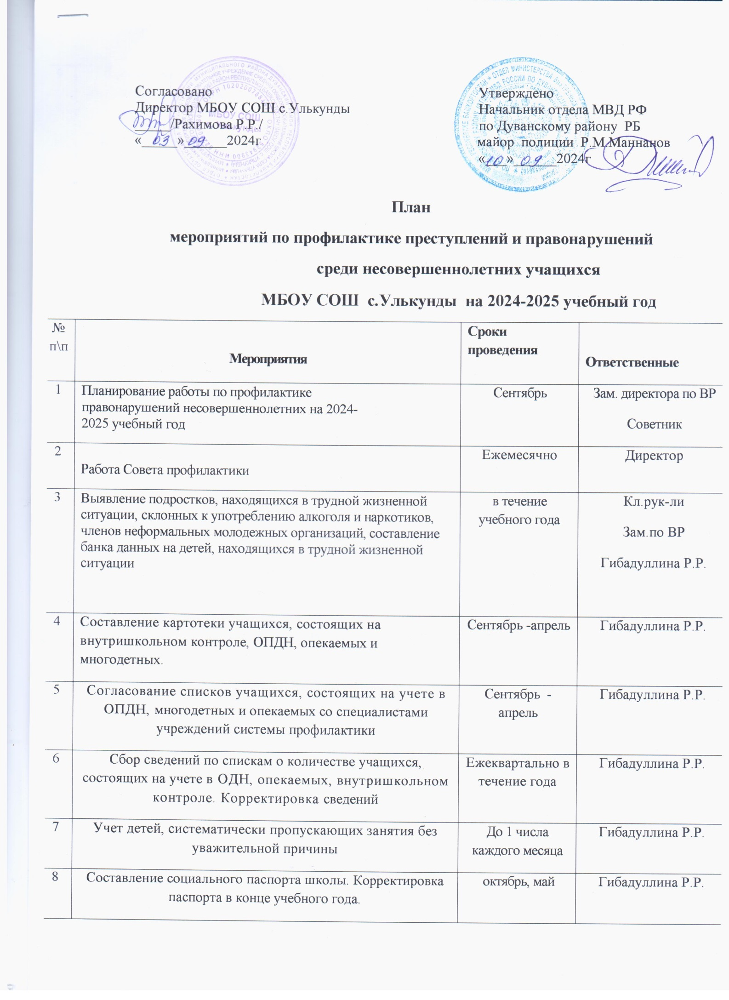 Согласовано
Директор МБОУ СОШ с.Улькунды
_____/Рахимова Р.Р./
«_03_»_09_2024г
Утверждено
Начальник отдела МВД РФ
по Дуванскому району РБ
майор полиции Р.М.Маннанов
«10»_09_2024г
МБОУ СОШ
План
мероприятий по профилактике преступлений и правонарушений
среди несовершеннолетних учащихся
МБОУ СОШ с.Улькунды на 2024-2025 учебный год
№ п\п
Мероприятия
Сроки
проведения
Ответственные
1
Планирование работы по профилактике
правонарушений несовершеннолетних на 2024-
2025 учебный год
Сентябрь
Зам. директора по ВР
Советник
2
Работа Совета профилактики
Ежемесячно
Директор
3
Выявление подростков, находящихся в трудной жизненной
ситуации, склонных к употреблению алкоголя и наркотиков,
членов неформальных молодежных организаций, составление
банка данных на детей, находящихся в трудной жизненной
ситуации
в течение
учебного года
Кл.рук-ли
Зам.по ВР
Гибадуллина Р.Р.
4
Составление картотеки учащихся, состоящих на
внутришкольном контроле, ОПДН, опекаемых и
многодетных.
Сентябрь -апрель
Гибадуллина Р.Р.
5
Согласование списков учащихся, состоящих на учете в
ОПДН, многодетных и опекаемых со специалистами
учреждений системы профилактики
Сентябрь -
апрель
Гибадуллина Р.Р.
6
Сбор сведений по спискам о количестве учащихся,
состоящих на учете в ОДН, опекаемых, внутришкольном
контроле. Корректировка сведений
Ежеквартально в
течение года
Гибадуллина Р.Р.
7
Учет детей, систематически пропускающих занятия без
уважительной причины
До 1 числа
каждого месяца
Гибадуллина Р.Р.
8
Составление социального паспорта школы. Корректировка
паспорта в конце учебного года.
октябрь, май
Гибадуллина Р.Р.